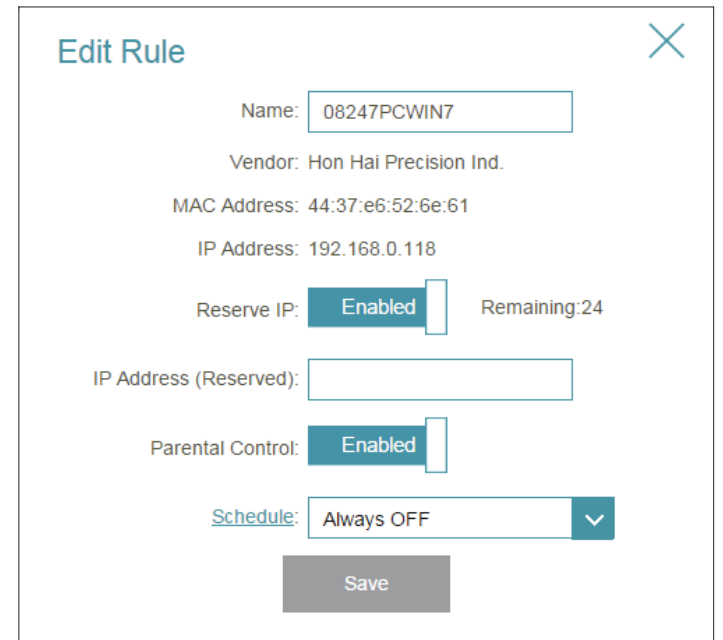 Edit Rule
Name: 08247PCWIN7
Vendor: Hon Hai Precision Ind.
MAC Address: 44:37:e6:52:6e:61
IP Address: 192.168.0.118
Reserve IP: Enabled Remaining:24
IP Address (Reserved):
Parental Control: Enabled
Schedule: Always OFF
Save